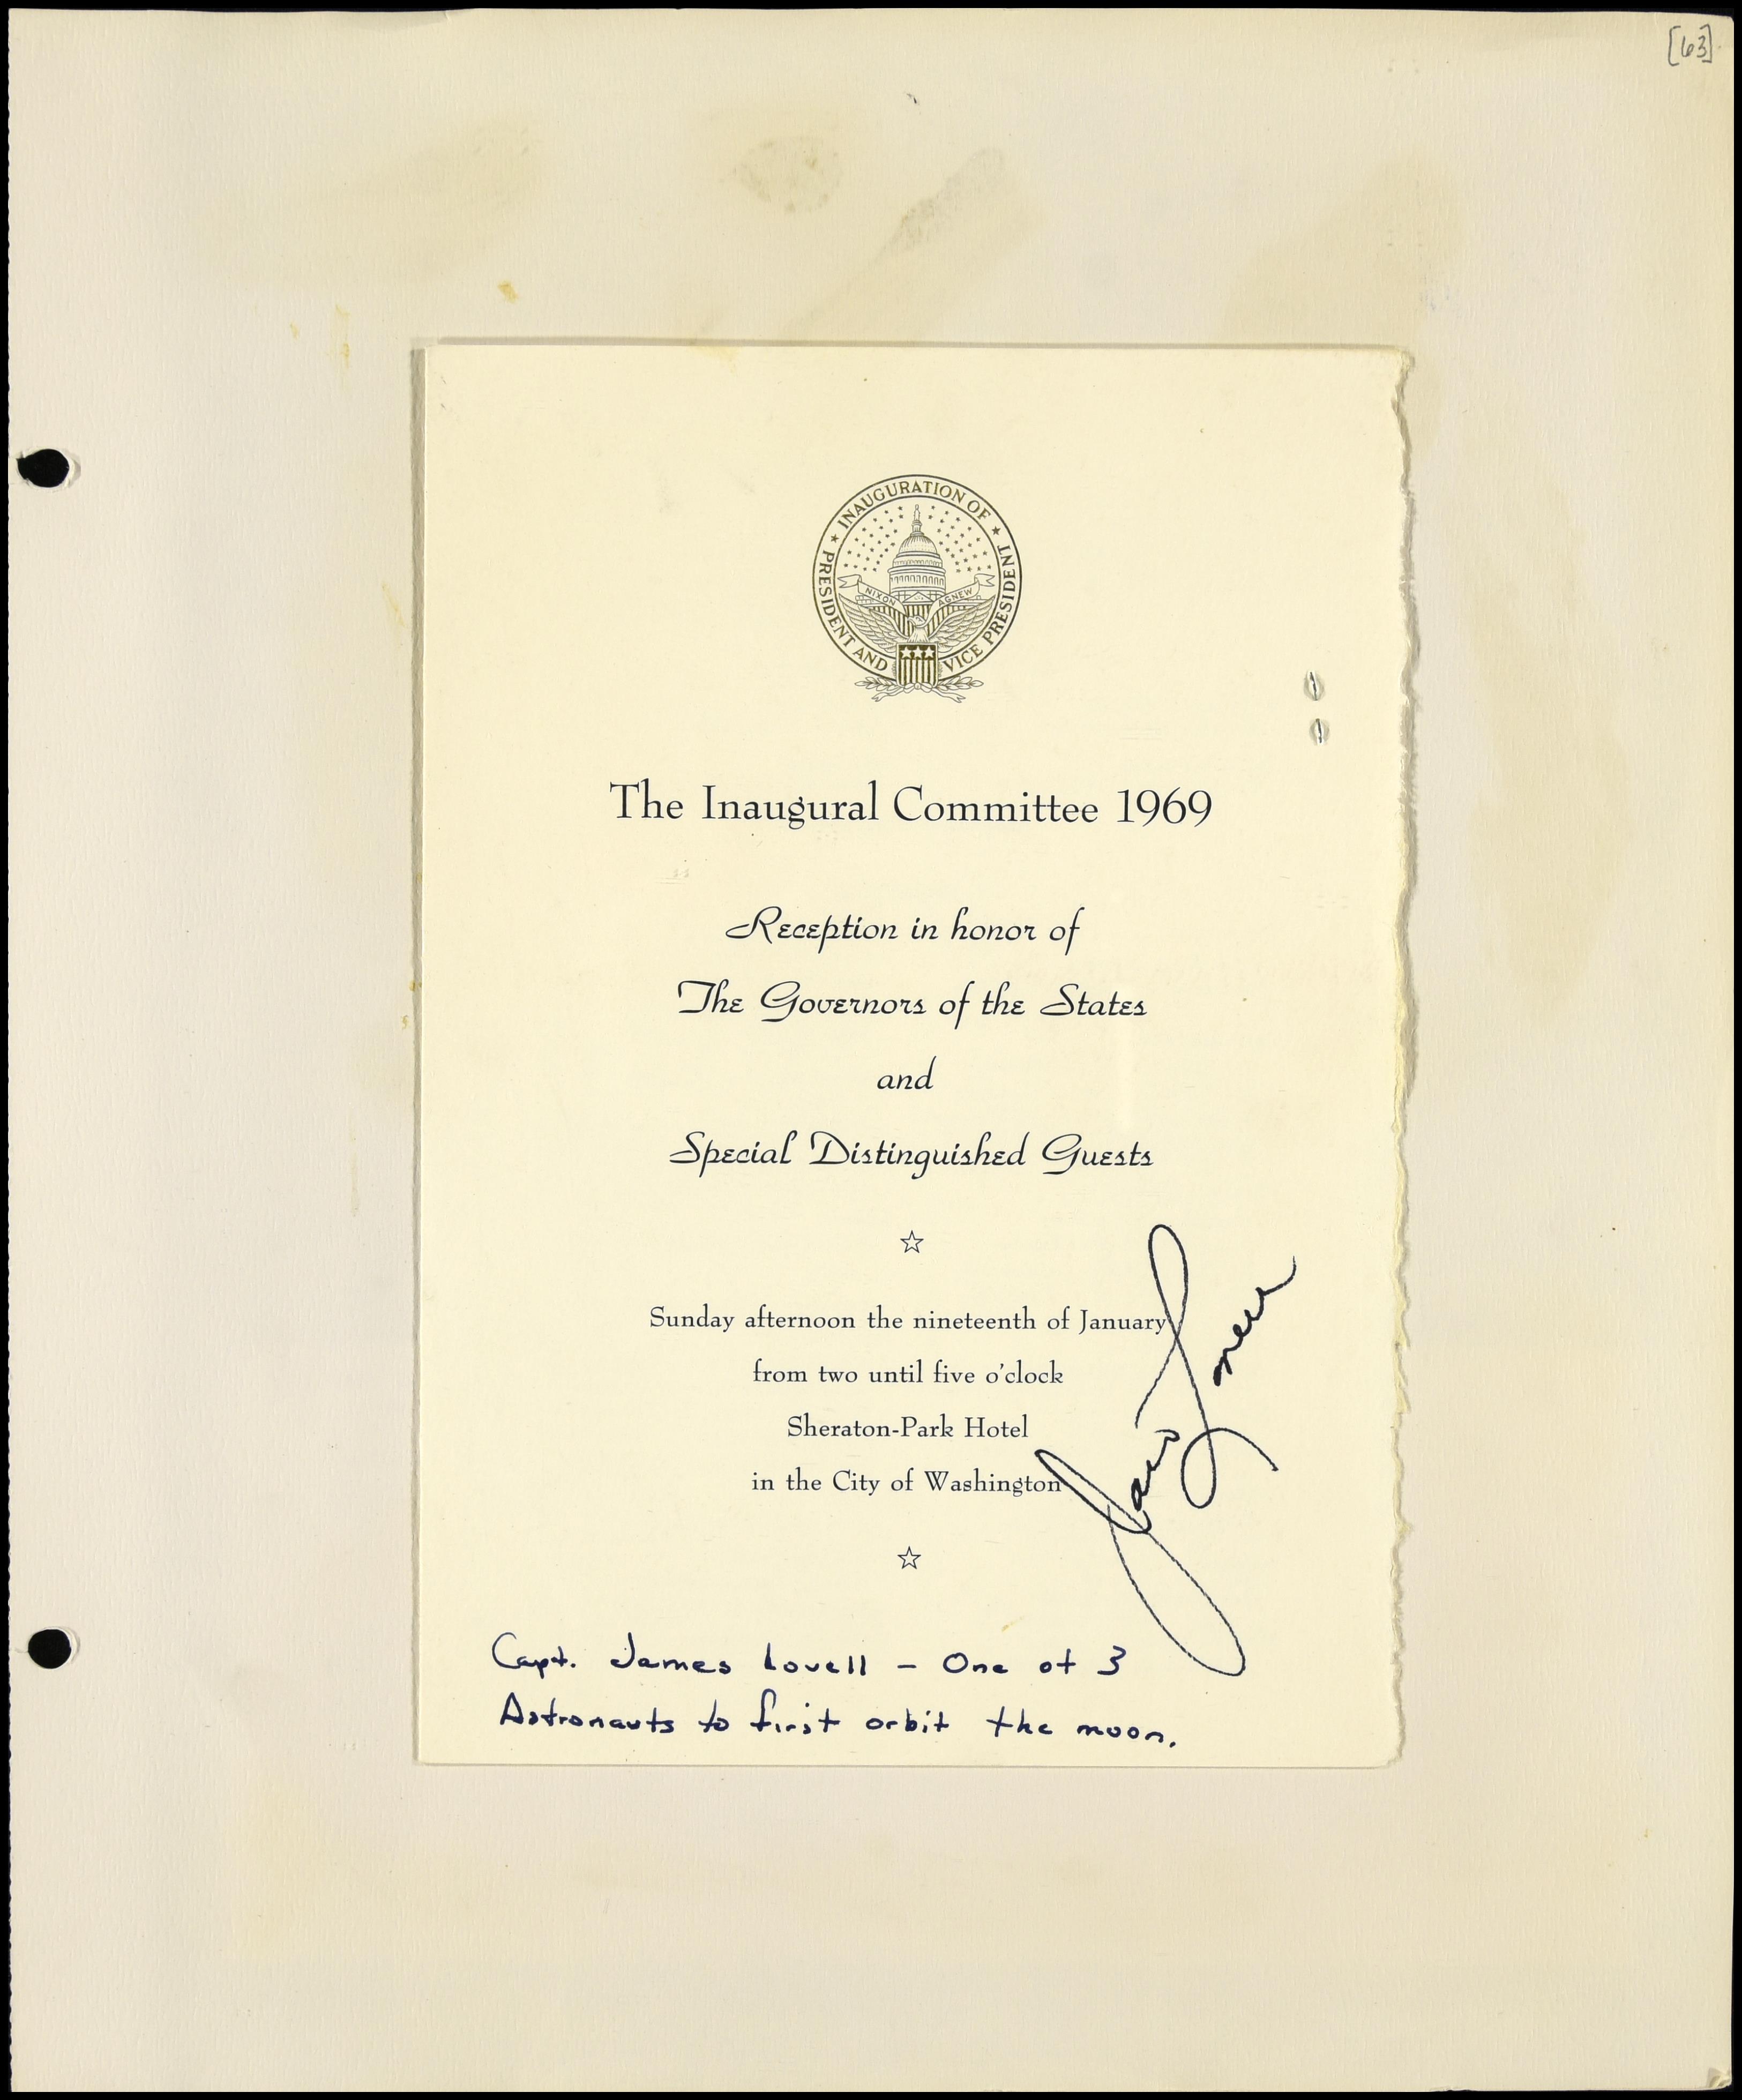 [63]
INAUGURATION OF
PRESIDENT AND VICE PRESIDENT
NIXON AGNEW
The Inaugural Committee 1969
Reception in honor of
The Governors of the States
and
Special Distinguished Guests
Sunday afternoon the nineteenth of January
from two until five o'clock
Sheraton-Park Hotel
in the City of Washington
James Lovell
Capt. James Lovell – One of 3
Astronauts to first orbit the moon.